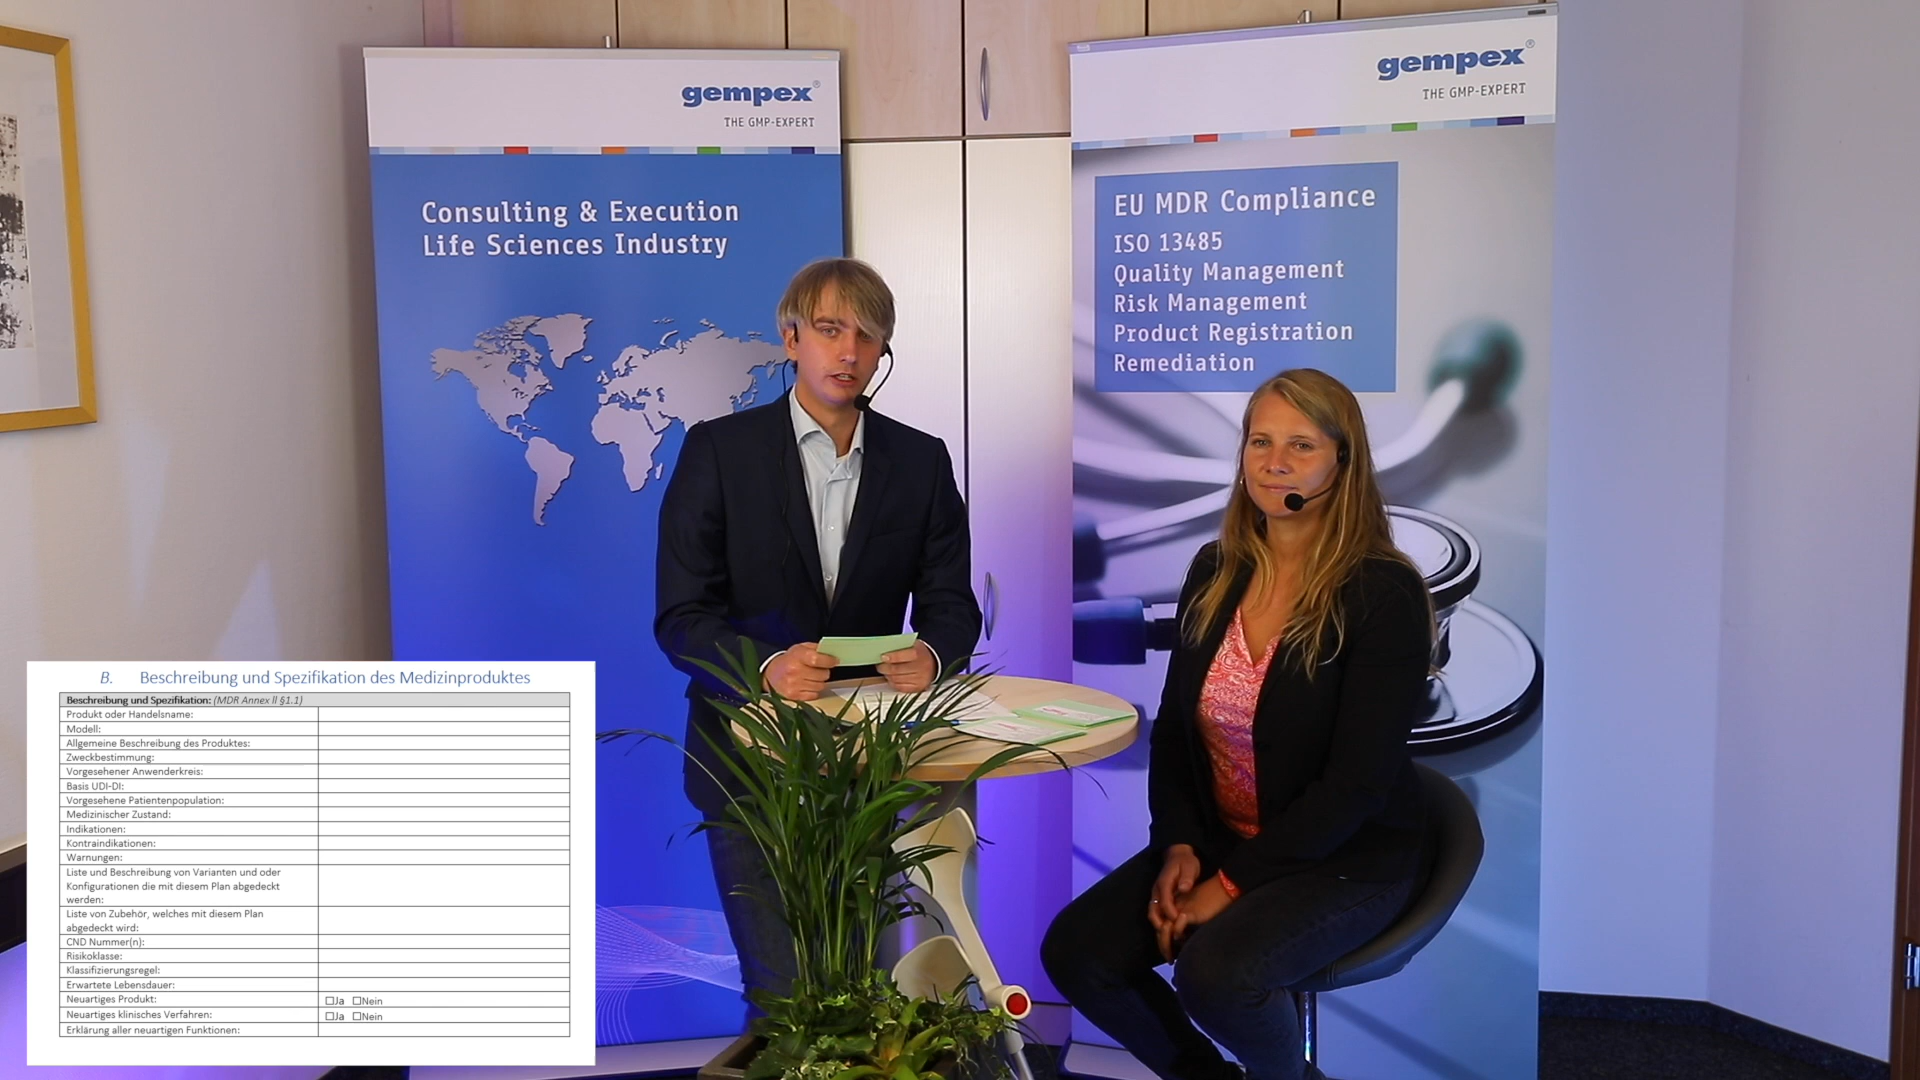 gempex®
THE GMP-EXPERT
Consulting & Execution
Life Sciences Industry
gempex®
THE GMP-EXPERT
EU MDR Compliance
ISO 13485
Quality Management
Risk Management
Product Registration
Remediation
B. Beschreibung und Spezifikation des Medizinproduktes
Beschreibung und Spezifikation: (MDR Annex II §1.1)
Produkt oder Handelsname:
Modell:
Allgemeine Beschreibung des Produktes:
Zweckbestimmung:
Vorgesehener Anwenderkreis:
Basis UDI-DI:
Vorgesehene Patientenpopulation:
Medizinischer Zustand:
Indikationen:
Kontraindikationen:
Warnungen:
Liste und Beschreibung von Varianten und oder
Konfigurationen die mit diesem Plan abgedeckt
werden:
Liste von Zubehör, welches mit diesem Plan
abgedeckt wird:
CND Nummer(n):
Risikoklasse:
Klassifizierungsregel:
Erwartete Lebensdauer:
Neuartiges Produkt: ☐Ja ☐Nein
Neuartiges klinisches Verfahren: ☐Ja ☐Nein
Erklärung aller neuartigen Funktionen: